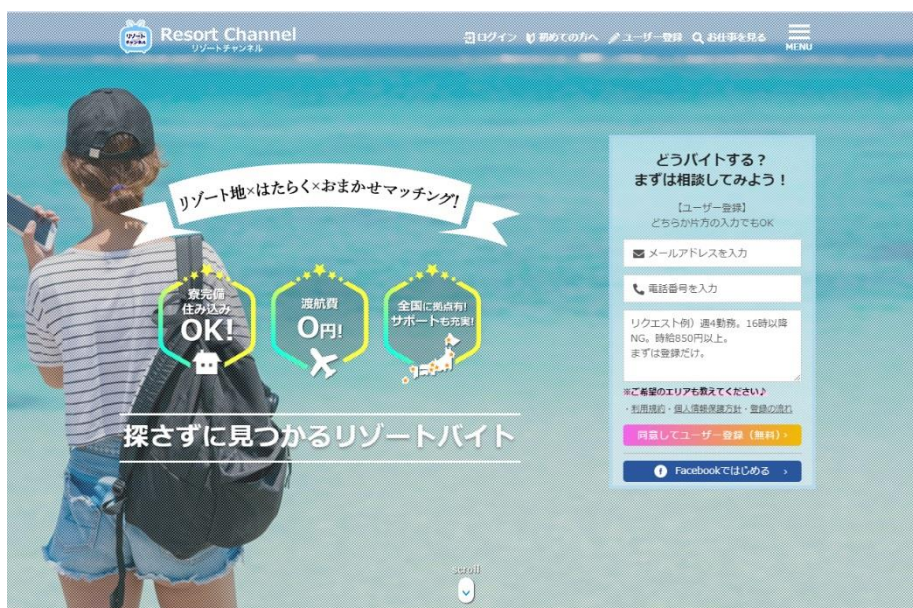 リゾート
チャンネル
Resort Channel
リゾートチャンネル
ログイン
初めての方へ
ユーザー登録
お仕事を見る
MENU
リゾート地×はたらく×おまかせマッチング!
寮完備
住み込み
OK!
渡航費
0円!
全国に拠点有!
サポートも充実!
探さずに見つかるリゾートバイト
どうバイトする?
まずは相談してみよう!
【ユーザー登録】
どちらか片方の入力でもOK
メールアドレスを入力
電話番号を入力
リクエスト例）週4勤務。16時以降
NG。時給850円以上。
まずは登録だけ。
※ご希望のエリアも教えてください♪
・利用規約・個人情報保護方針・登録の流れ
同意してユーザー登録（無料）
Facebookではじめる
scroll